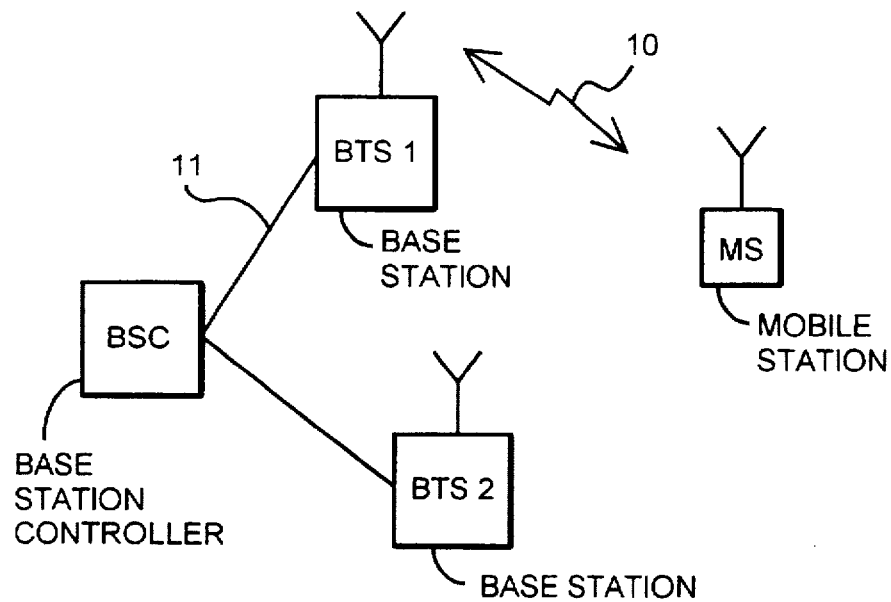 10
BTS 1
11
BASE
STATION
MS
MOBILE
STATION
BSC
BASE
STATION
CONTROLLER
BTS 2
BASE STATION